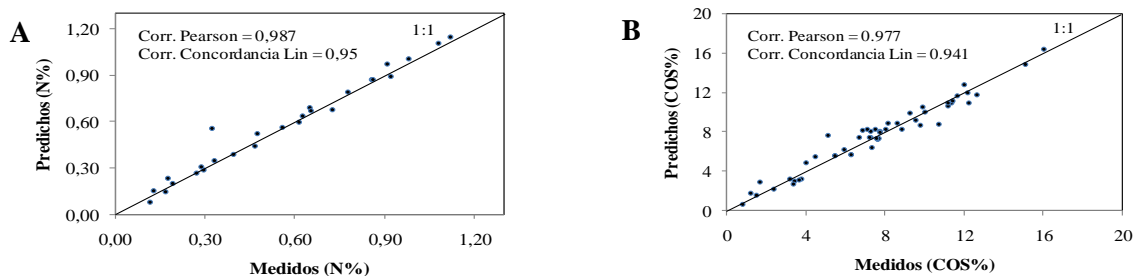 A
Corr. Pearson = 0,987
Corr. Concordancia Lin = 0,95
1:1
Predichos (N%)
1,20
0,90
0,60
0,30
0,00
0,00 0,30 0,60 0,90 1,20
Medidos (N%)
B
Corr. Pearson = 0.977
Corr. Concordancia Lin = 0.941
1:1
Predichos (COS%)
20
16
12
8
4
0
0 4 8 12 16 20
Medidos (COS%)